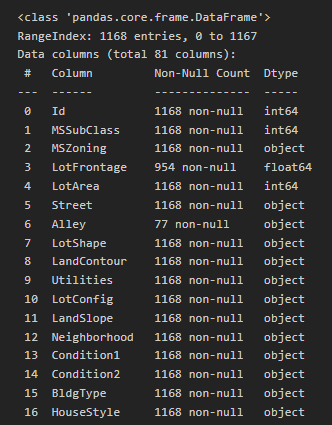 <class 'pandas.core.frame.DataFrame'>
RangeIndex: 1168 entries, 0 to 1167
Data columns (total 81 columns):
 #   Column         Non-Null Count  Dtype
---  ------         --------------  -----
 0   Id             1168 non-null   int64
 1   MSSubClass     1168 non-null   int64
 2   MSZoning       1168 non-null   object
 3   LotFrontage    954 non-null    float64
 4   LotArea        1168 non-null   int64
 5   Street         1168 non-null   object
 6   Alley          77 non-null     object
 7   LotShape       1168 non-null   object
 8   LandContour    1168 non-null   object
 9   Utilities      1168 non-null   object
 10  LotConfig      1168 non-null   object
 11  LandSlope      1168 non-null   object
 12  Neighborhood   1168 non-null   object
 13  Condition1     1168 non-null   object
 14  Condition2     1168 non-null   object
 15  BldgType       1168 non-null   object
 16  HouseStyle     1168 non-null   object